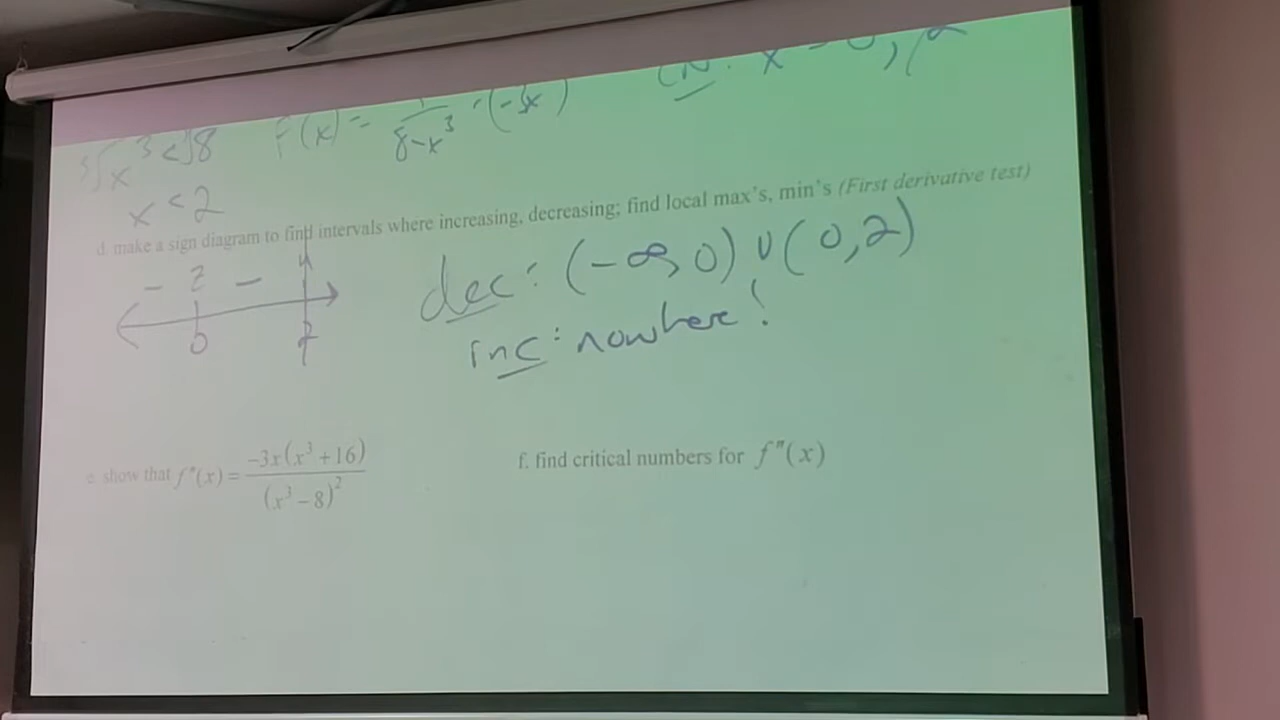 ∛x³ < ∛8
f'(x) = 1/(8-x³) · (-3x
x < 2
d. make a sign diagram to find intervals where increasing, decreasing; find local max's, min's (First derivative test)
- z -
0 2
dec: (-∞, 0) ∪ (0, 2)
inc: nowhere!
e. show that f"(x) = -3x(x³+16)/(x³-8)²
f. find critical numbers for f"(x)